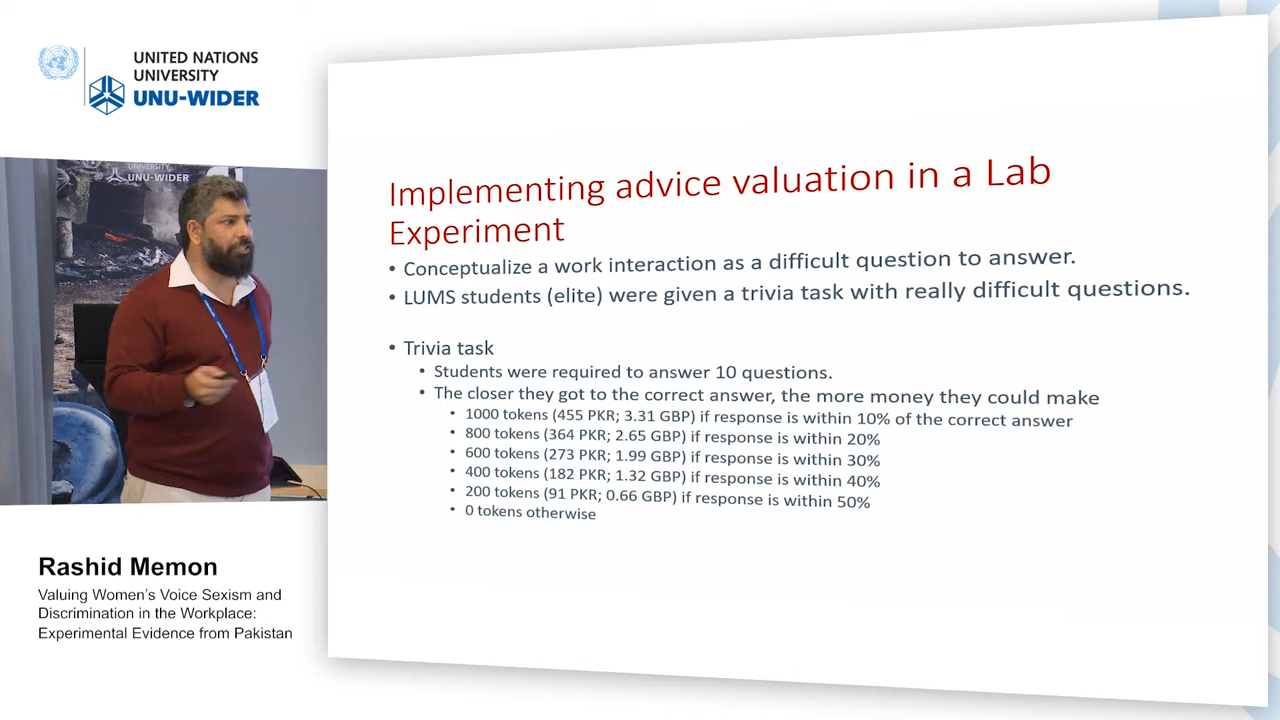 UNITED NATIONS
UNIVERSITY
UNU-WIDER
UNIVERSITY
UNU-WIDER
Implementing advice valuation in a Lab
Experiment
• Conceptualize a work interaction as a difficult question to answer.
• LUMS students (elite) were given a trivia task with really difficult questions.
• Trivia task
• Students were required to answer 10 questions.
• The closer they got to the correct answer, the more money they could make
• 1000 tokens (455 PKR; 3.31 GBP) if response is within 10% of the correct answer
• 800 tokens (364 PKR; 2.65 GBP) if response is within 20%
• 600 tokens (273 PKR; 1.99 GBP) if response is within 30%
• 400 tokens (182 PKR; 1.32 GBP) if response is within 40%
• 200 tokens (91 PKR; 0.66 GBP) if response is within 50%
• 0 tokens otherwise
Rashid Memon
Valuing Women's Voice Sexism and
Discrimination in the Workplace:
Experimental Evidence from Pakistan